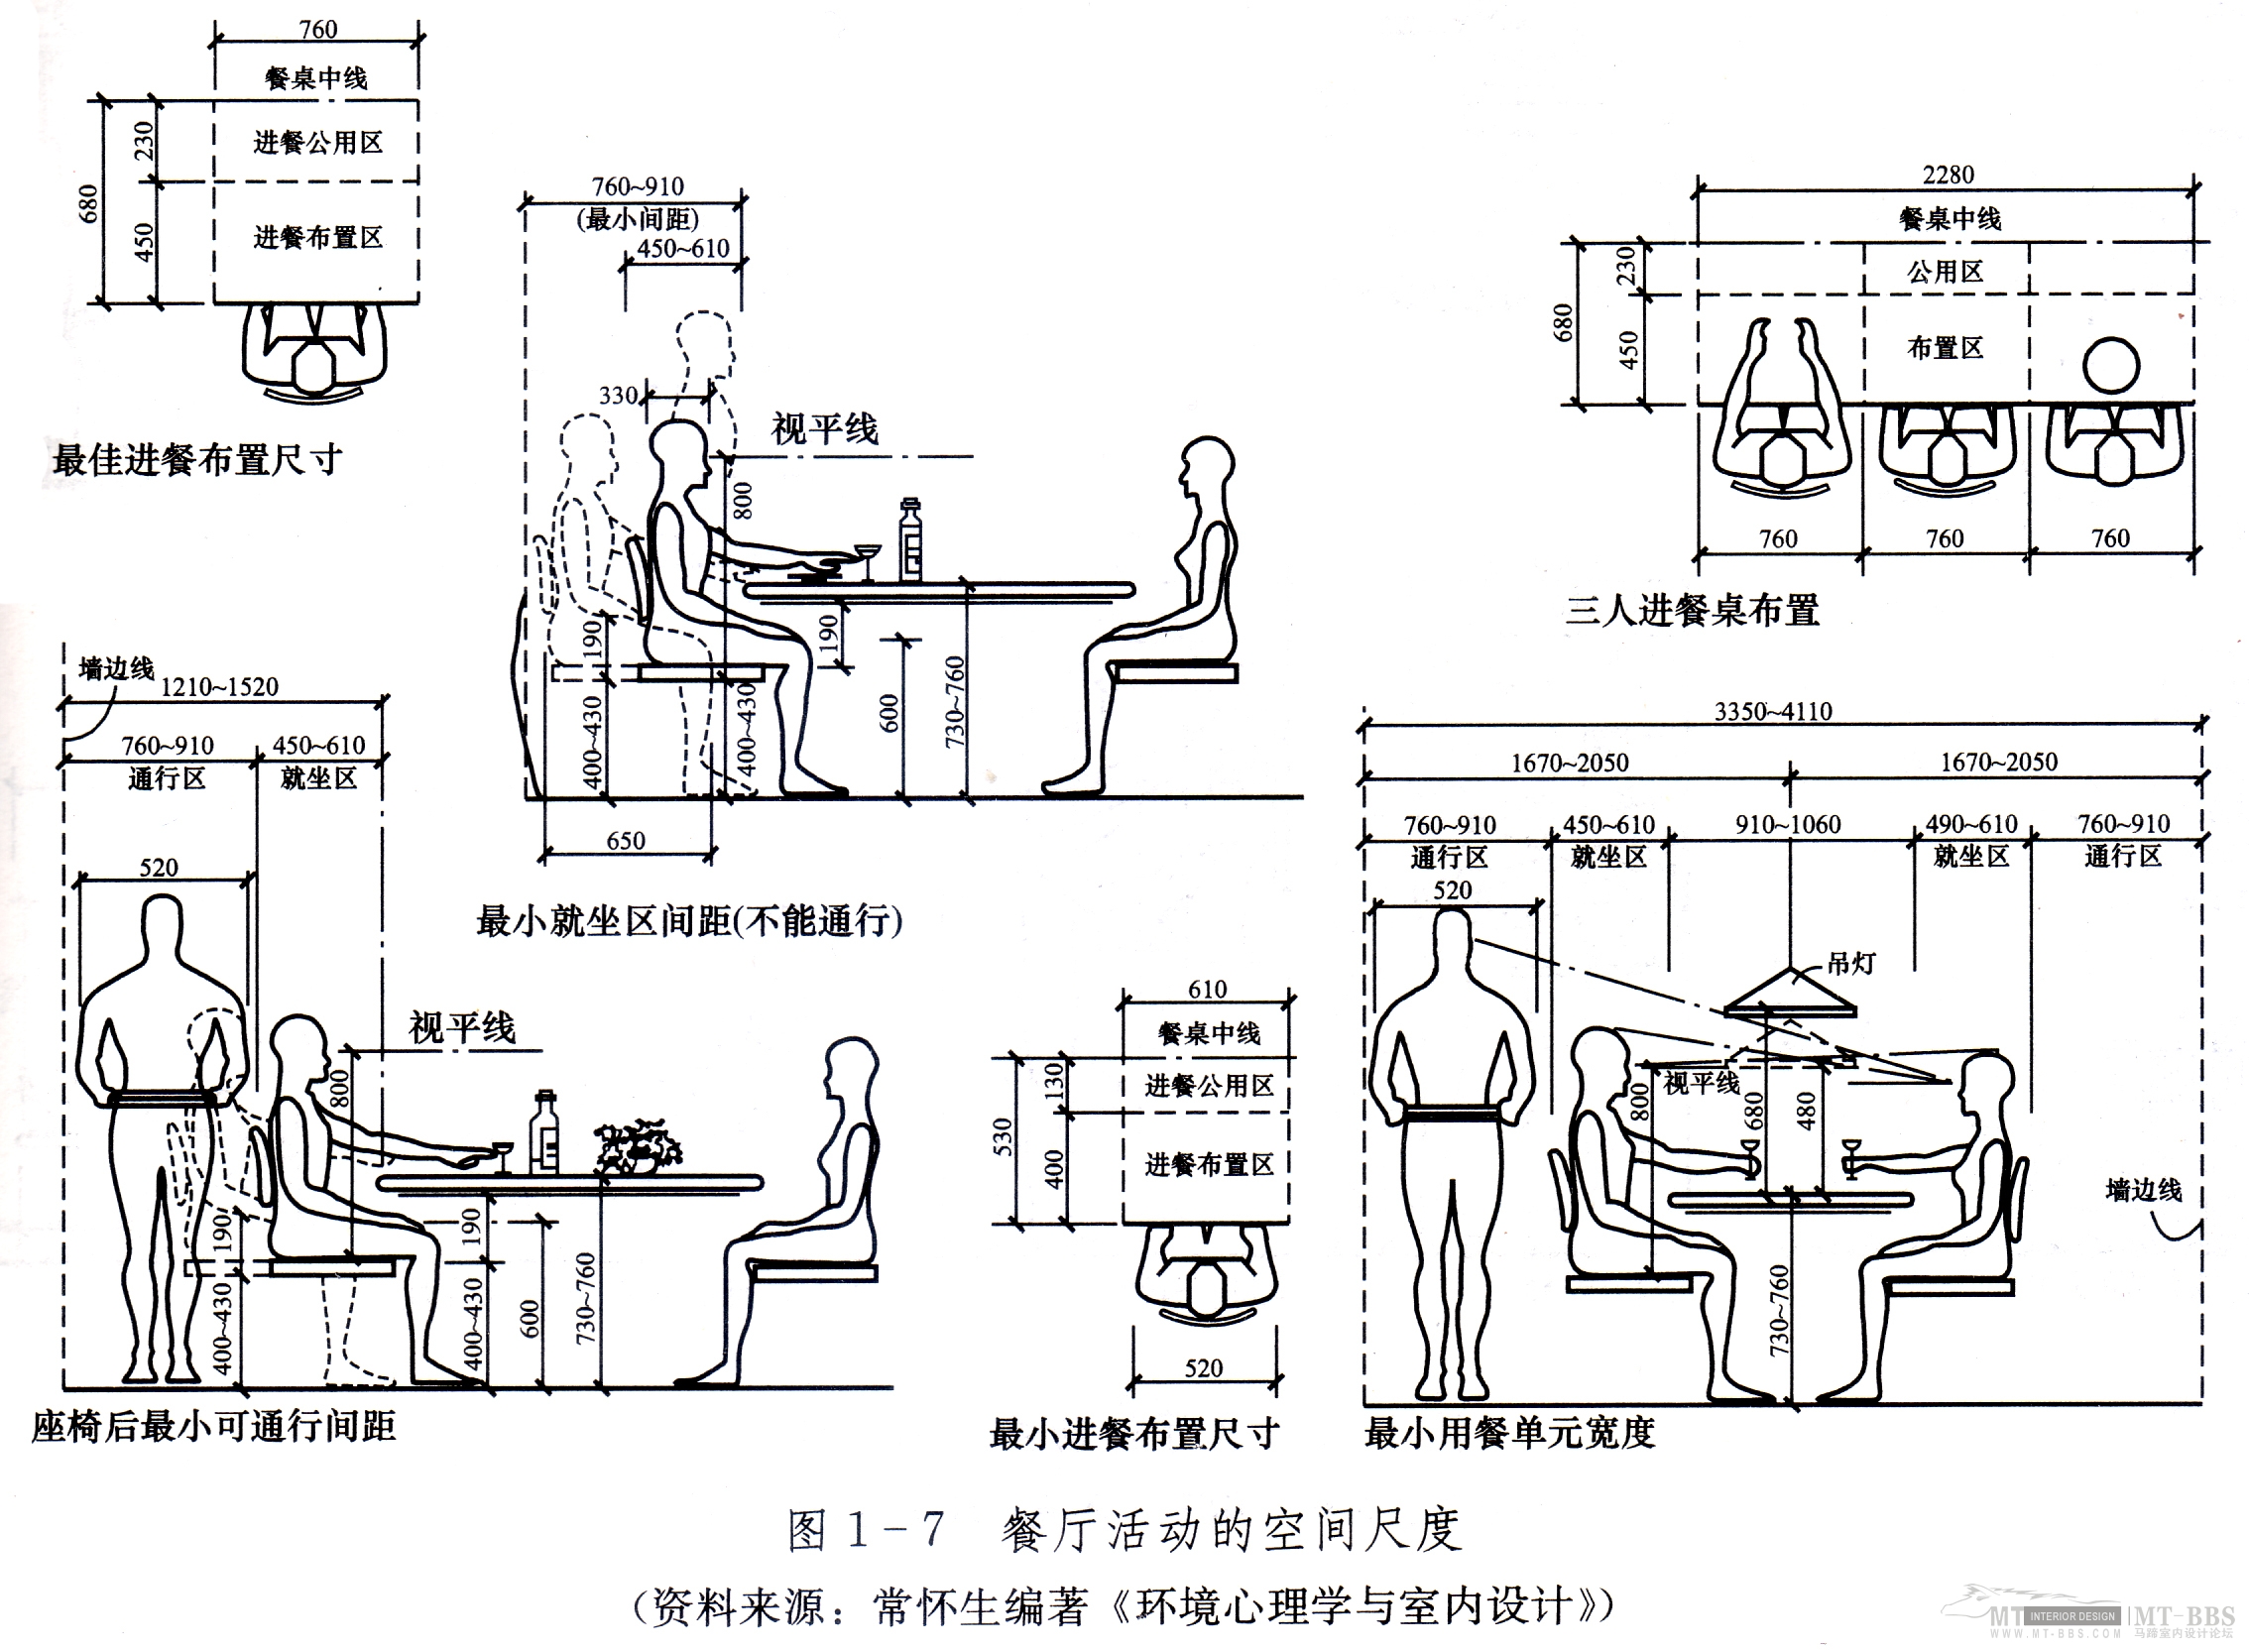 760
餐桌中线
进餐公用区
进餐布置区
230
450
680
最佳进餐布置尺寸
760~910
(最小间距)
450~610
330
视平线
800
190
190
400~430
400~430
600
730~760
650
最小就坐区间距(不能通行)
2280
餐桌中线
公用区
布置区
230
450
680
760
760
760
三人进餐桌布置
墙边线
1210~1520
760~910
450~610
通行区
就坐区
520
视平线
800
190
190
400~430
400~430
600
730~760
座椅后最小可通行间距
610
餐桌中线
进餐公用区
进餐布置区
130
400
530
520
最小进餐布置尺寸
3350~4110
1670~2050
1670~2050
760~910
450~610
910~1060
490~610
760~910
通行区
就坐区
就坐区
通行区
520
吊灯
视平线
800
680
480
墙边线
730~760
最小用餐单元宽度
图1-7 餐厅活动的空间尺度
(资料来源：常怀生编著《环境心理学与室内设计》)
MT INTERIOR DESIGN MT-BBS
WWW.MT-BBS.COM 马蹄室内设计论坛